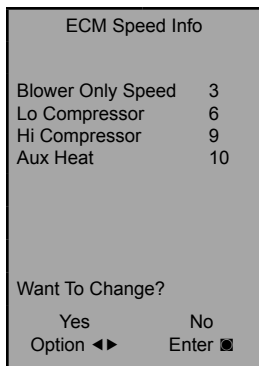 ECM Speed Info
Blower Only Speed 3
Lo Compressor 6
Hi Compressor 9
Aux Heat 10
Want To Change?
Yes No
Option ◄► Enter ◙